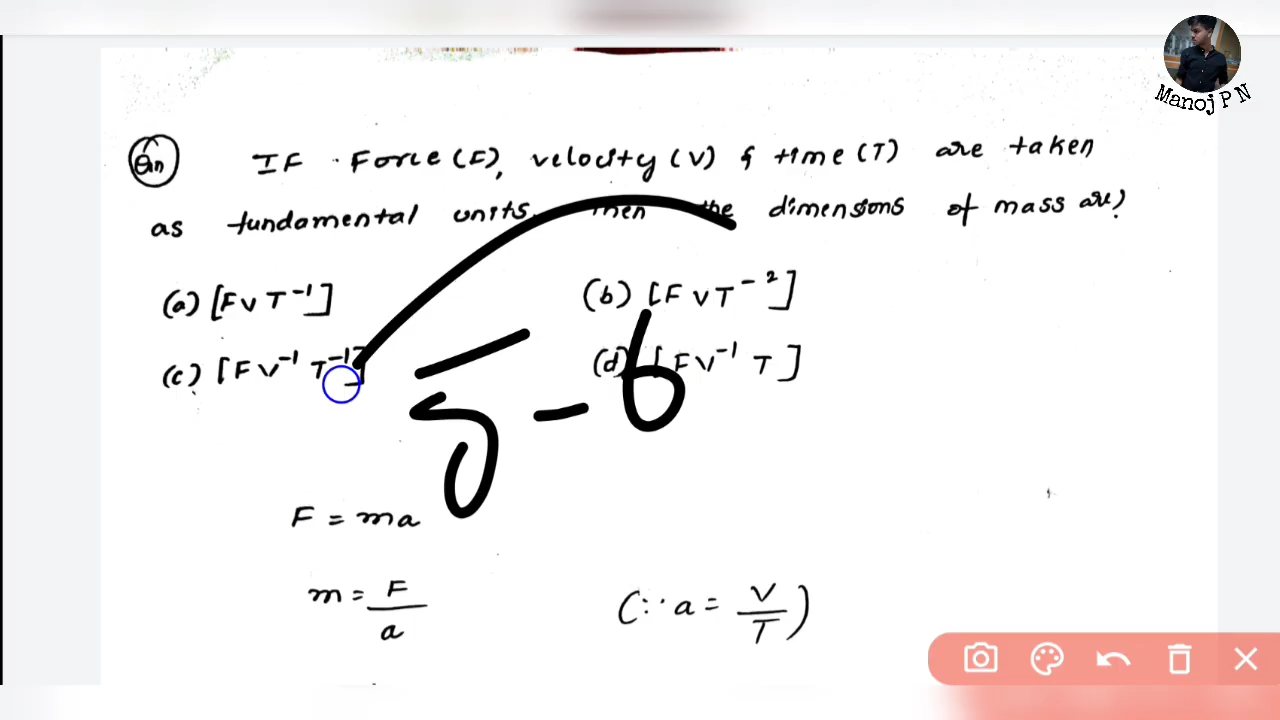 Manoj P N
Qn IF Force (F), velocity (V) & time (T) are taken
as fundamental units. Then the dimensions of mass are?
(a) [F V T⁻¹] (b) [F V T⁻²]
(c) [F V⁻¹ T⁻¹] (d) [F V⁻¹ T]
5 - 6
F = ma
m = F/a (∵ a = V/T)